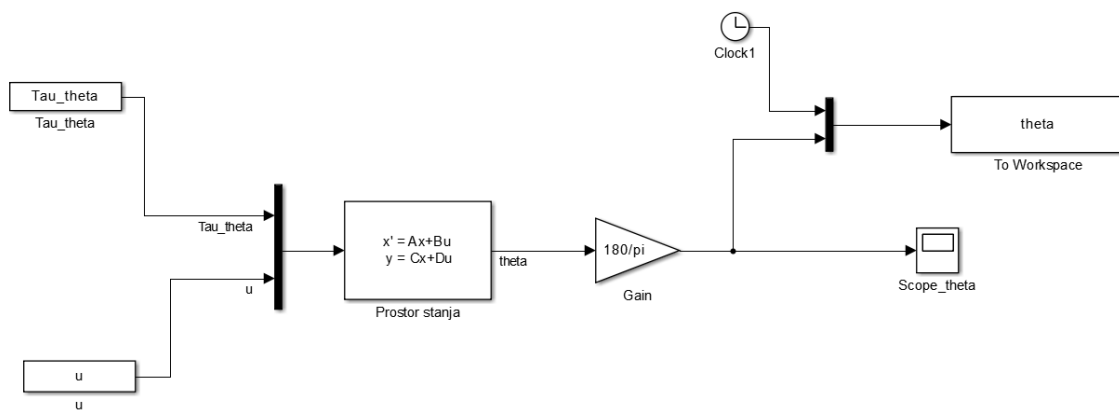 Clock1
Tau_theta
Tau_theta
theta
To Workspace
Tau_theta
x' = Ax+Bu
y = Cx+Du
theta
180/pi
u
Prostor stanja
Gain
Scope_theta
u
u